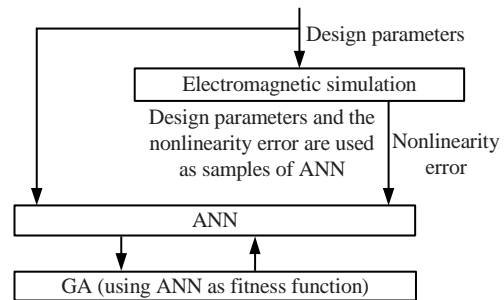 Design parameters
Electromagnetic simulation
Design parameters and the
nonlinearity error are used
as samples of ANN
Nonlinearity
error
ANN
GA (using ANN as fitness function)